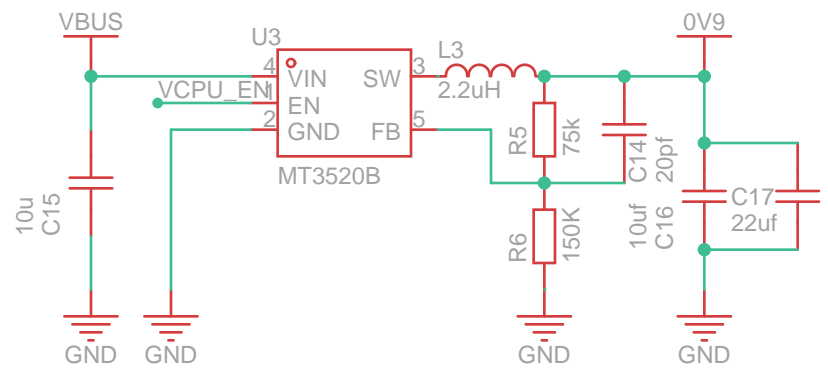 VBUS
0V9
U3
L3
4
VIN
SW
3
2.2uH
VCPU_EN
1
EN
2
GND
FB
5
MT3520B
R5
75k
C14
20pf
10u
C15
R6
150K
10uf
C16
C17
22uf
GND
GND
GND
GND